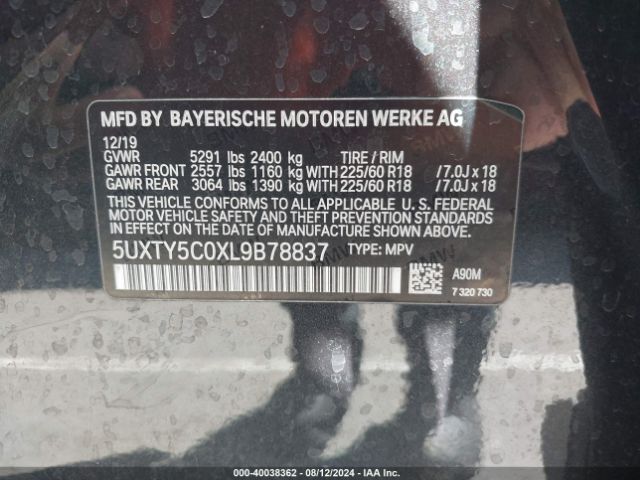 MFD BY BAYERISCHE MOTOREN WERKE AG
12/19
GVWR 5291 lbs 2400 kg TIRE / RIM
GAWR FRONT 2557 lbs 1160 kg WITH 225/60 R18 /7.0J x 18
GAWR REAR 3064 lbs 1390 kg WITH 225/60 R18 /7.0J x 18
THIS VEHICLE CONFORMS TO ALL APPLICABLE U. S. FEDERAL
MOTOR VEHICLE SAFETY AND THEFT PREVENTION STANDARDS
IN EFFECT ON THE DATE OF MANUFACTURE SHOWN ABOVE.
5UXTY5C0XL9B78837 TYPE: MPV
A90M
7 320 730
000-40038362 - 08/12/2024 - IAA Inc.